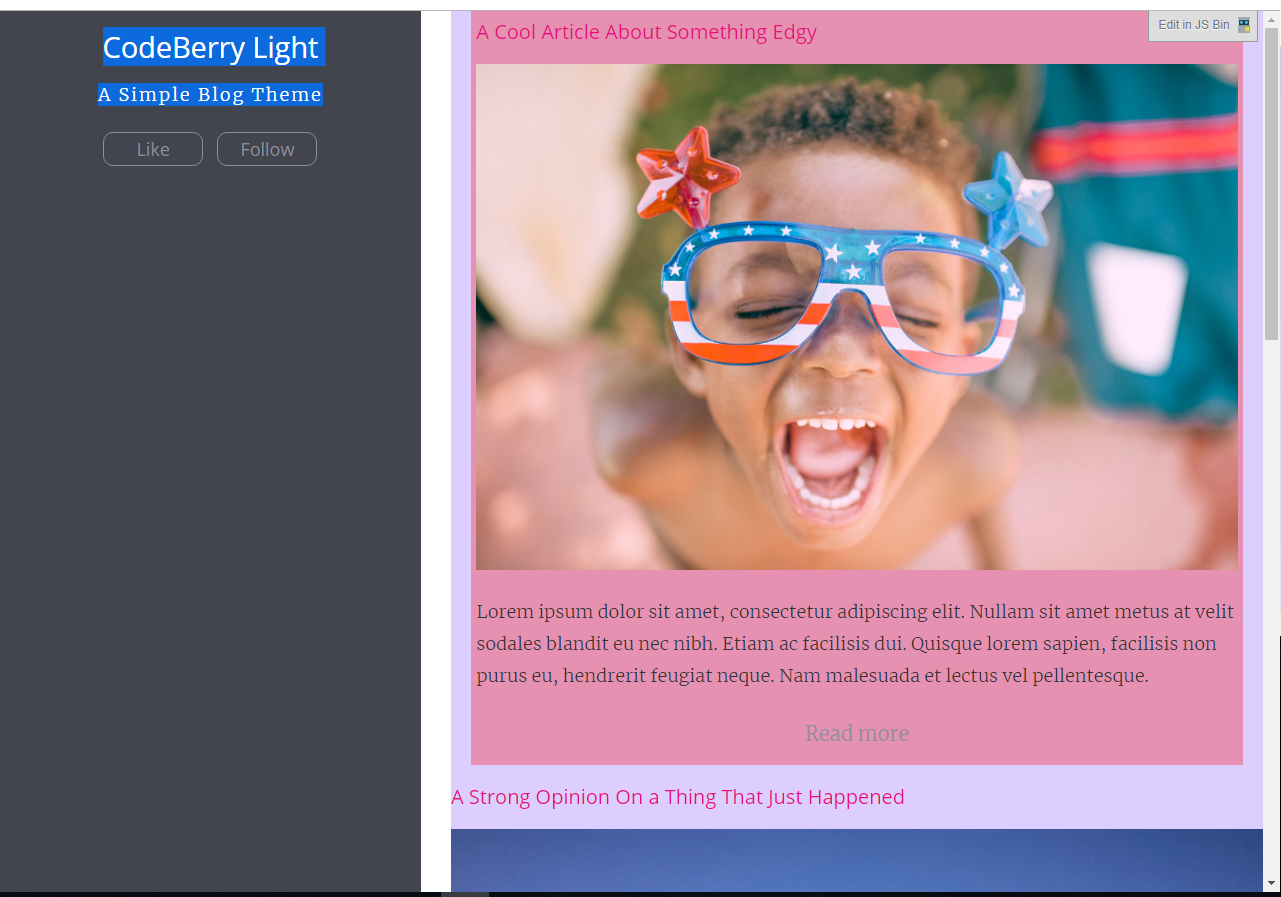 CodeBerry Light
A Simple Blog Theme
Like
Follow
A Cool Article About Something Edgy
Edit in JS Bin
Lorem ipsum dolor sit amet, consectetur adipiscing elit. Nullam sit amet metus at velit
sodales blandit eu nec nibh. Etiam ac facilisis dui. Quisque lorem sapien, facilisis non
purus eu, hendrerit feugiat neque. Nam malesuada et lectus vel pellentesque.
Read more
A Strong Opinion On a Thing That Just Happened